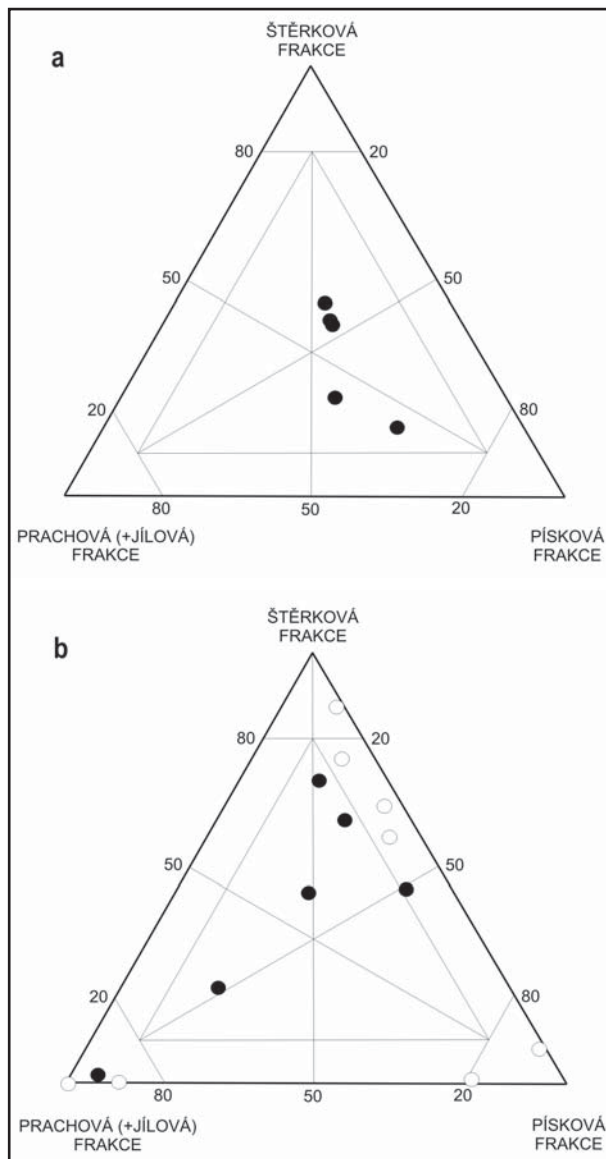 a
ŠTĚRKOVÁ
FRAKCE
80 20
50 50
20 80
80 50 20
PRACHOVÁ (+JÍLOVÁ)
FRAKCE
PÍSKOVÁ
FRAKCE
b
ŠTĚRKOVÁ
FRAKCE
80 20
50 50
20 80
80 50 20
PRACHOVÁ (+JÍLOVÁ)
FRAKCE
PÍSKOVÁ
FRAKCE